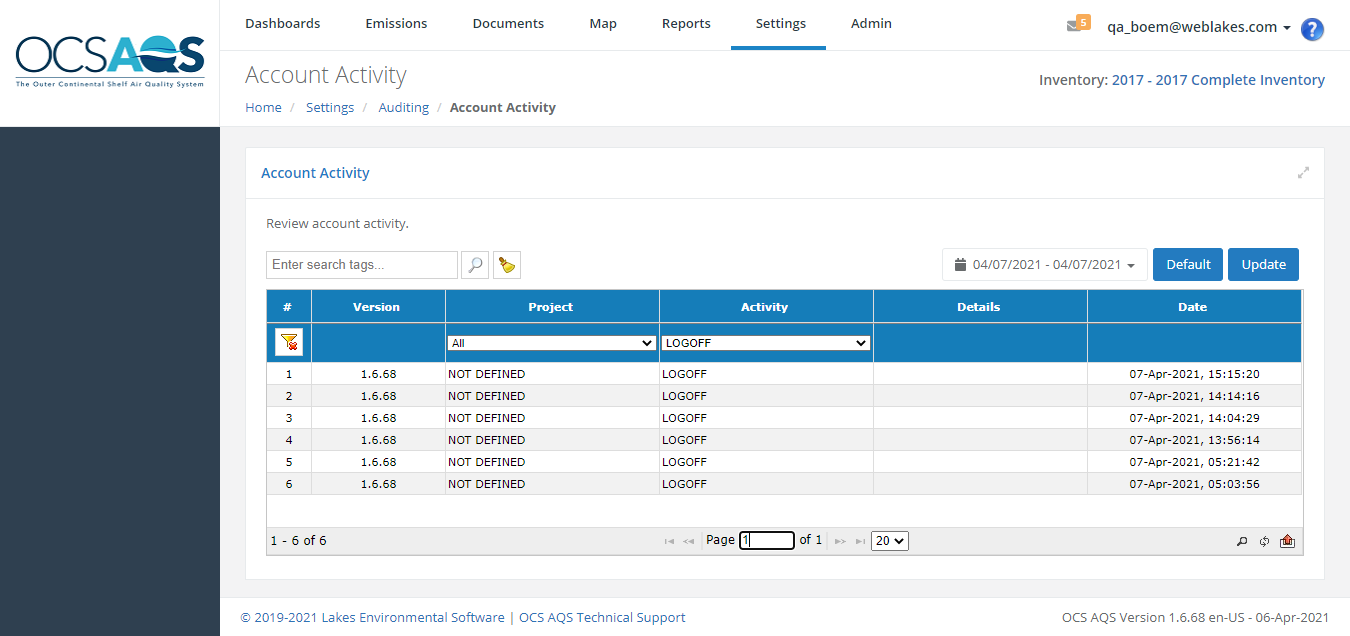 Dashboards Emissions Documents Map Reports Settings Admin 5 qa_boem@weblakes.com ?
OCSAQS
The Outer Continental Shelf Air Quality System
Account Activity
Inventory: 2017 - 2017 Complete Inventory
Home / Settings / Auditing / Account Activity
Account Activity
Review account activity.
Enter search tags... 04/07/2021 - 04/07/2021 Default Update
# Version Project Activity Details Date
All LOGOFF
1 1.6.68 NOT DEFINED LOGOFF 07-Apr-2021, 15:15:20
2 1.6.68 NOT DEFINED LOGOFF 07-Apr-2021, 14:14:16
3 1.6.68 NOT DEFINED LOGOFF 07-Apr-2021, 14:04:29
4 1.6.68 NOT DEFINED LOGOFF 07-Apr-2021, 13:56:14
5 1.6.68 NOT DEFINED LOGOFF 07-Apr-2021, 05:21:42
6 1.6.68 NOT DEFINED LOGOFF 07-Apr-2021, 05:03:56
1 - 6 of 6 Page 1 of 1 20
© 2019-2021 Lakes Environmental Software | OCS AQS Technical Support OCS AQS Version 1.6.68 en-US - 06-Apr-2021